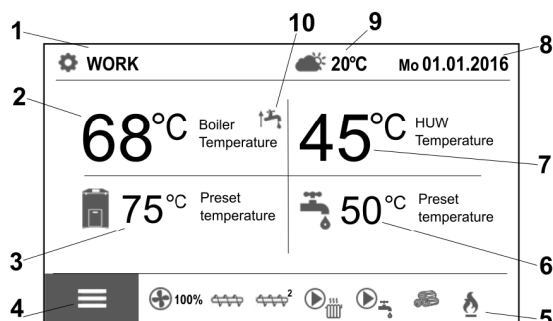 1
10
9
8
WORK
20°C
Mo 01.01.2016
2
68°C
Boiler
Temperature
45°C
HUW
Temperature
7
75°C
Preset
temperature
50°C
Preset
temperature
3
6
4
100%
2
5